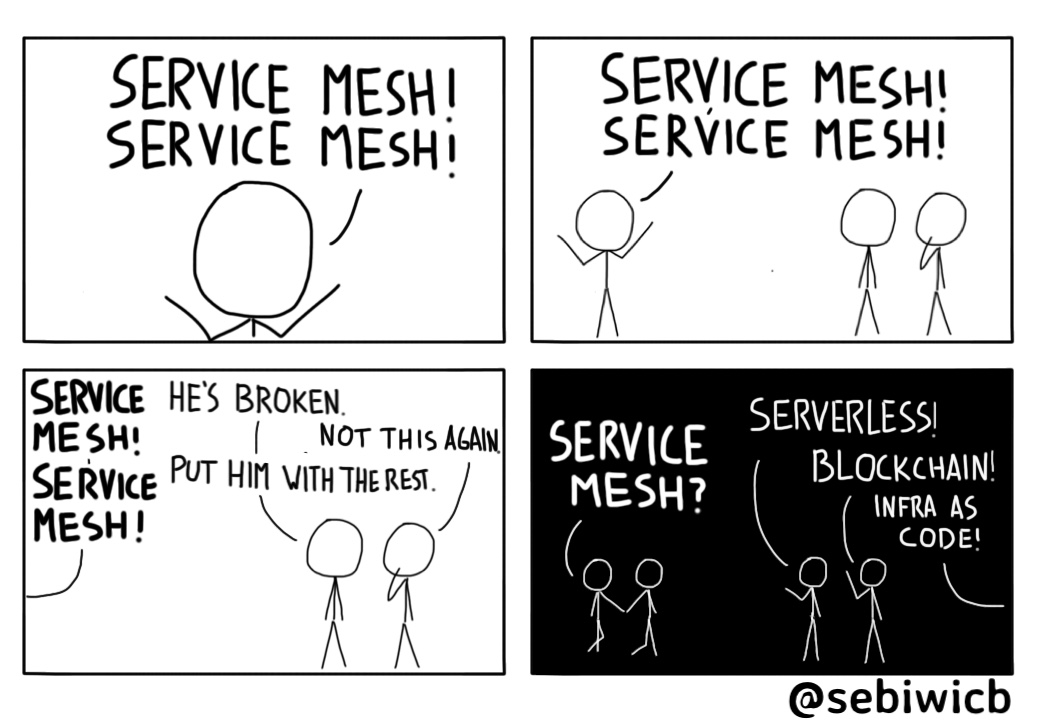 SERVICE MESH!
SERVICE MESH!
SERVICE MESH!
SERVICE MESH!
SERVICE
MESH!
SERVICE
MESH!
HE'S BROKEN.
NOT THIS AGAIN.
PUT HIM WITH THE REST.
SERVICE
MESH?
SERVERLESS!
BLOCKCHAIN!
INFRA AS
CODE!
@sebiwicb